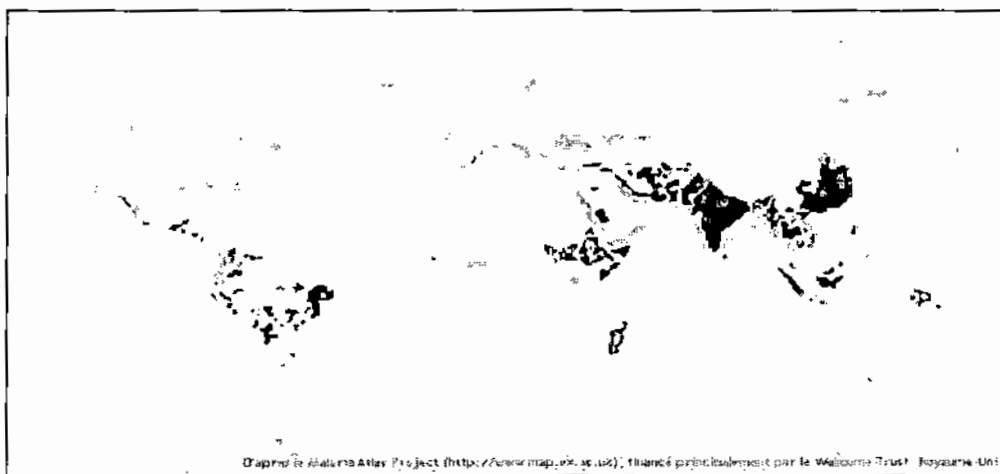 D'après le Malaria Atlas Project (http://www.map.ox.ac.uk), financé principalement par le Wellcome Trust, Royaume-Uni